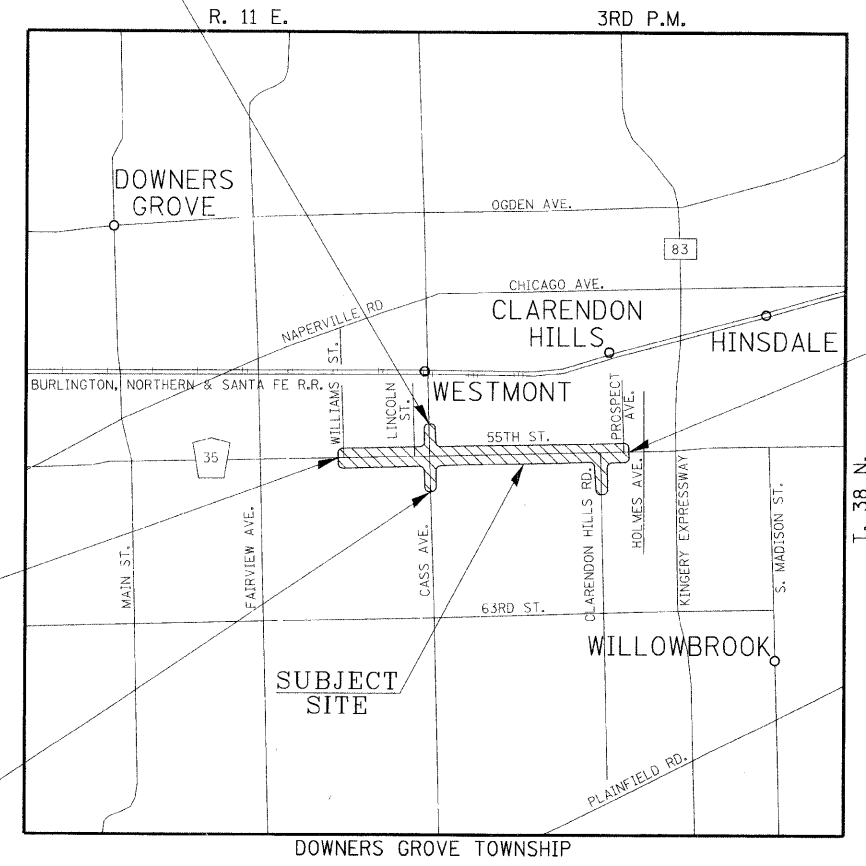 R. 11 E.
3RD P.M.
DOWNERS
GROVE
OGDEN AVE.
83
CHICAGO AVE.
CLARENDON
HILLS
NAPERVILLE RD
HINSDALE
BURLINGTON, NORTHERN & SANTA FE R.R.
WILLIAMS ST.
LINCOLN
ST.
WESTMONT
PROSPECT
AVE.
55TH ST.
35
T. 38 N.
MAIN ST.
FAIRVIEW AVE.
CASS AVE.
CLARENDON HILLS RD.
HOLMES AVE.
KINGERY EXPRESSWAY
S. MADISON ST.
63RD ST.
WILLOWBROOK
SUBJECT
SITE
PLAINFIELD RD.
DOWNERS GROVE TOWNSHIP